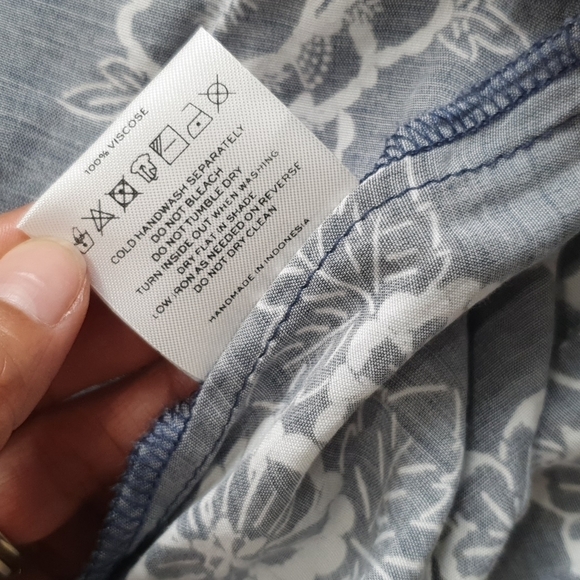 100% VISCOSE
COLD HANDWASH SEPARATELY
DO NOT BLEACH
DO NOT TUMBLE DRY
TURN INSIDE OUT WHEN WASHING
DRY FLAT IN SHADE
LOW IRON AS NEEDED ON REVERSE
DO NOT DRY CLEAN
HANDMADE IN INDONESIA